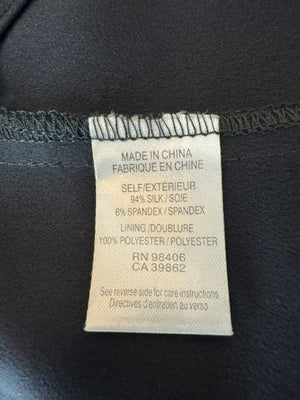 MADE IN CHINA
FABRIQUE EN CHINE
SELF/EXTÉRIEUR
94% SILK / SOIE
6% SPANDEX / SPANDEX
LINING /DOUBLURE
100% POLYESTER / POLYESTER
RN 98406
CA 39862
See reverse side for care instructions
Directives d'entretien au verso